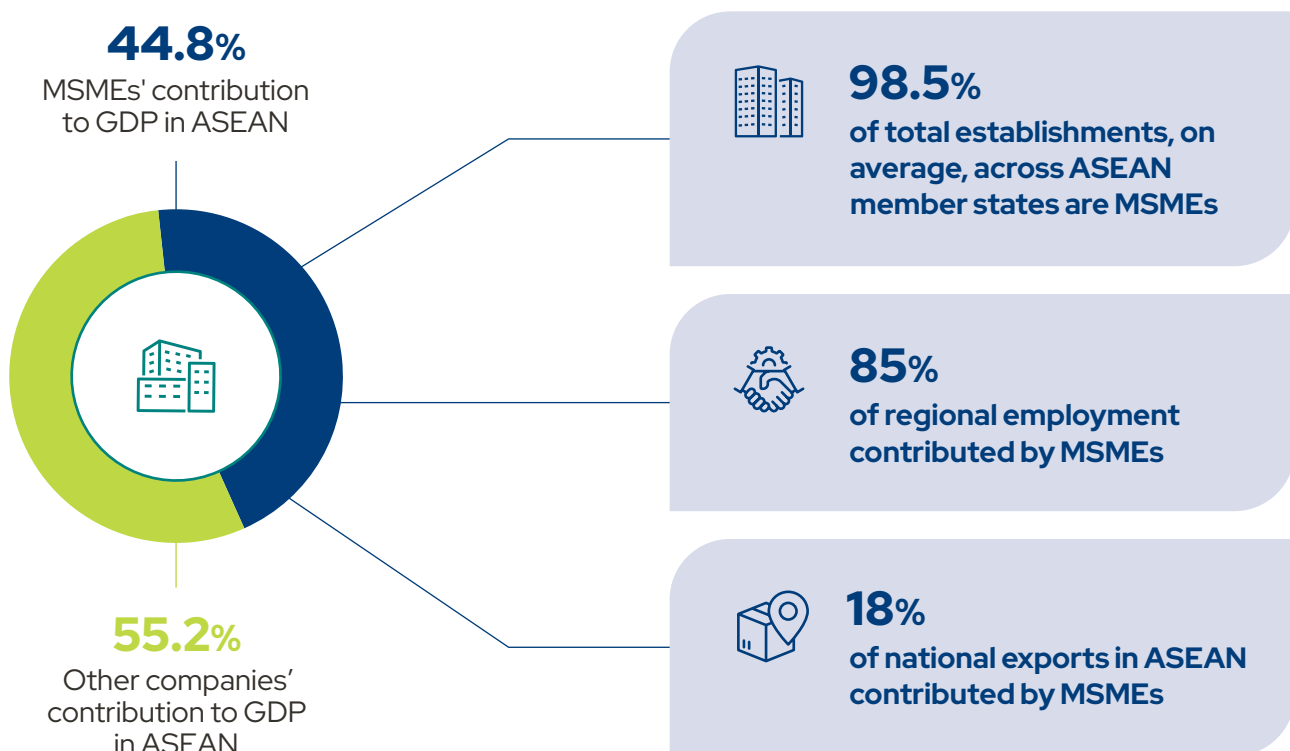 44.8%
MSMEs' contribution
to GDP in ASEAN
55.2%
Other companies’
contribution to GDP
in ASEAN
98.5%
of total establishments, on
average, across ASEAN
member states are MSMEs
85%
of regional employment
contributed by MSMEs
18%
of national exports in ASEAN
contributed by MSMEs